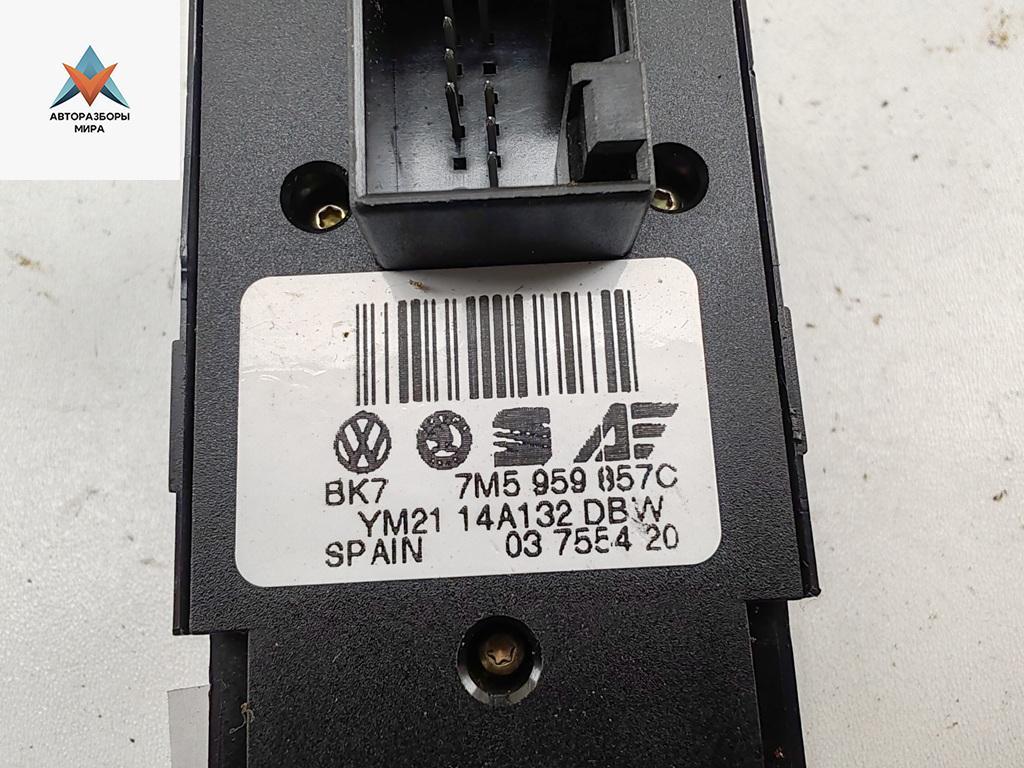 АВТОРАЗБОРЫ
МИРА
BK7 7M5 959 857C
YM21 14A132 DBW
SPAIN 03 7554 20